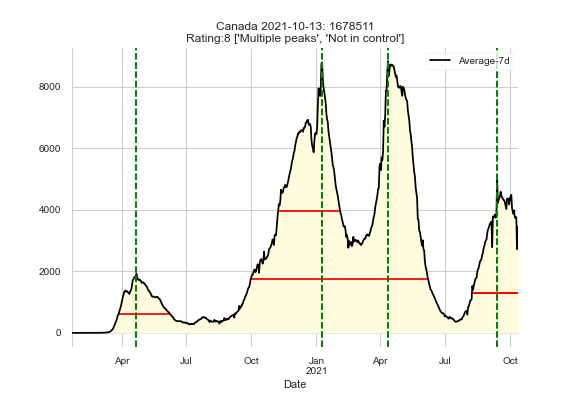 Canada 2021-10-13: 1678511
Rating:8 ['Multiple peaks', 'Not in control']
Average-7d
8000
6000
4000
2000
0
Apr
Jul
Oct
Jan
2021
Apr
Jul
Oct
Date